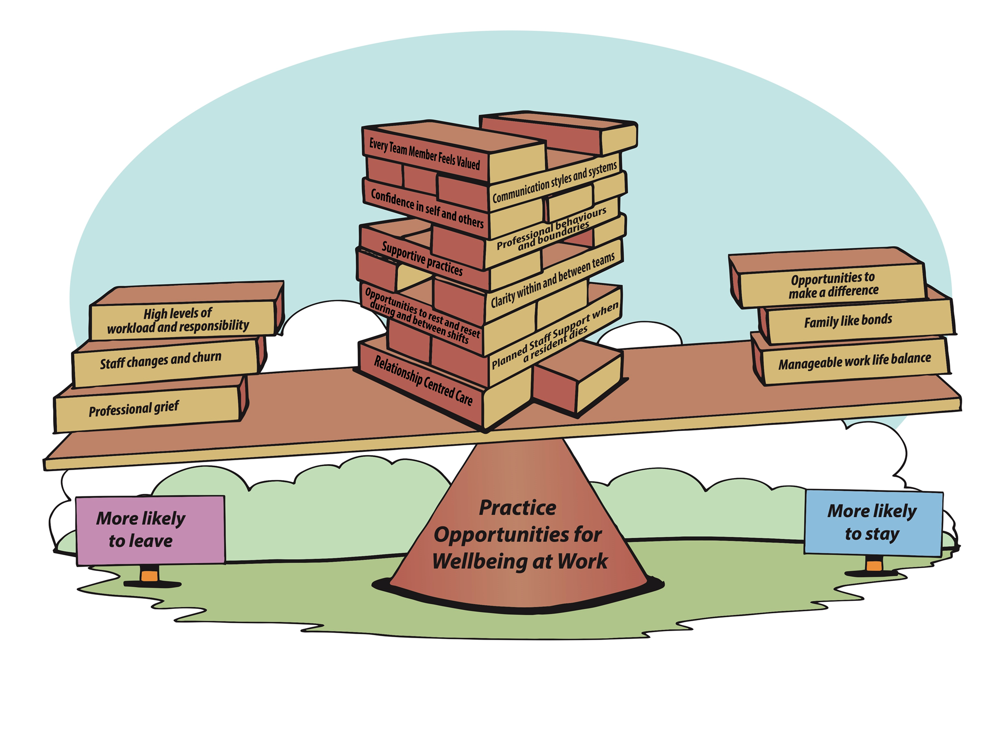 Every Team Member Feels Valued
Communication styles and systems
Confidence in self and others
Professional behaviours
and boundaries
Supportive practices
Clarity within and between teams
Opportunities to rest and reset
during and between shifts
Planned Staff Support when
a resident dies
Relationship Centred Care
High levels of
workload and responsibility
Staff changes and churn
Professional grief
Opportunities to
make a difference
Family like bonds
Manageable work life balance
More likely
to leave
Practice
Opportunities for
Wellbeing at Work
More likely
to stay